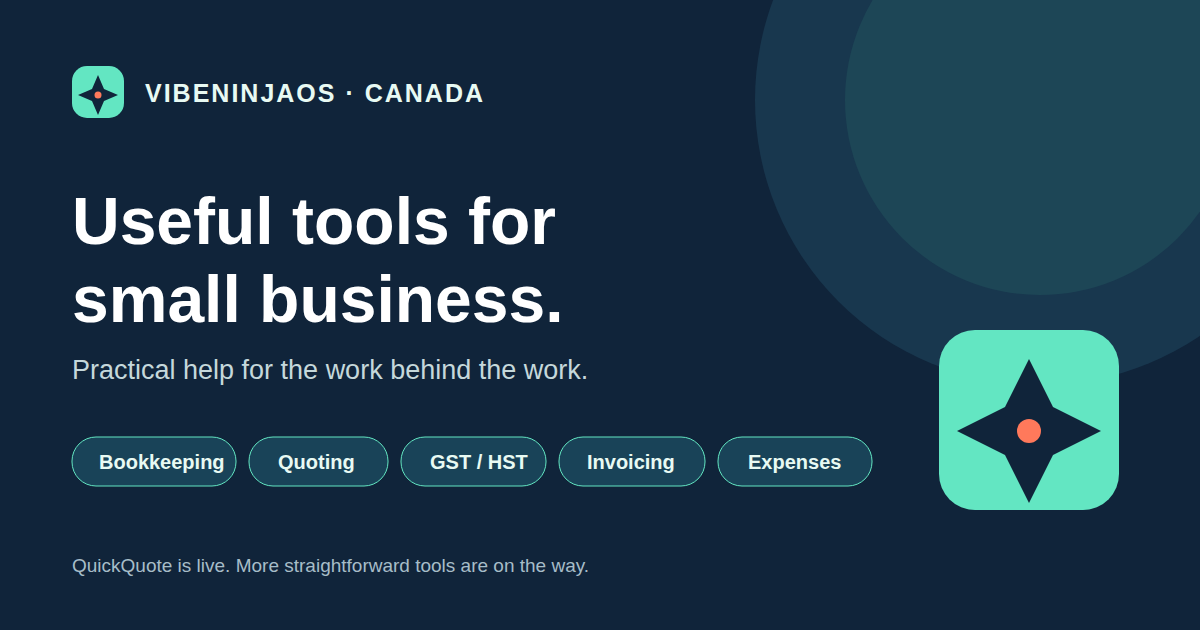 VIBENINJAOS · CANADA
Useful tools for
small business.
Practical help for the work behind the work.
Bookkeeping
Quoting
GST / HST
Invoicing
Expenses
QuickQuote is live. More straightforward tools are on the way.